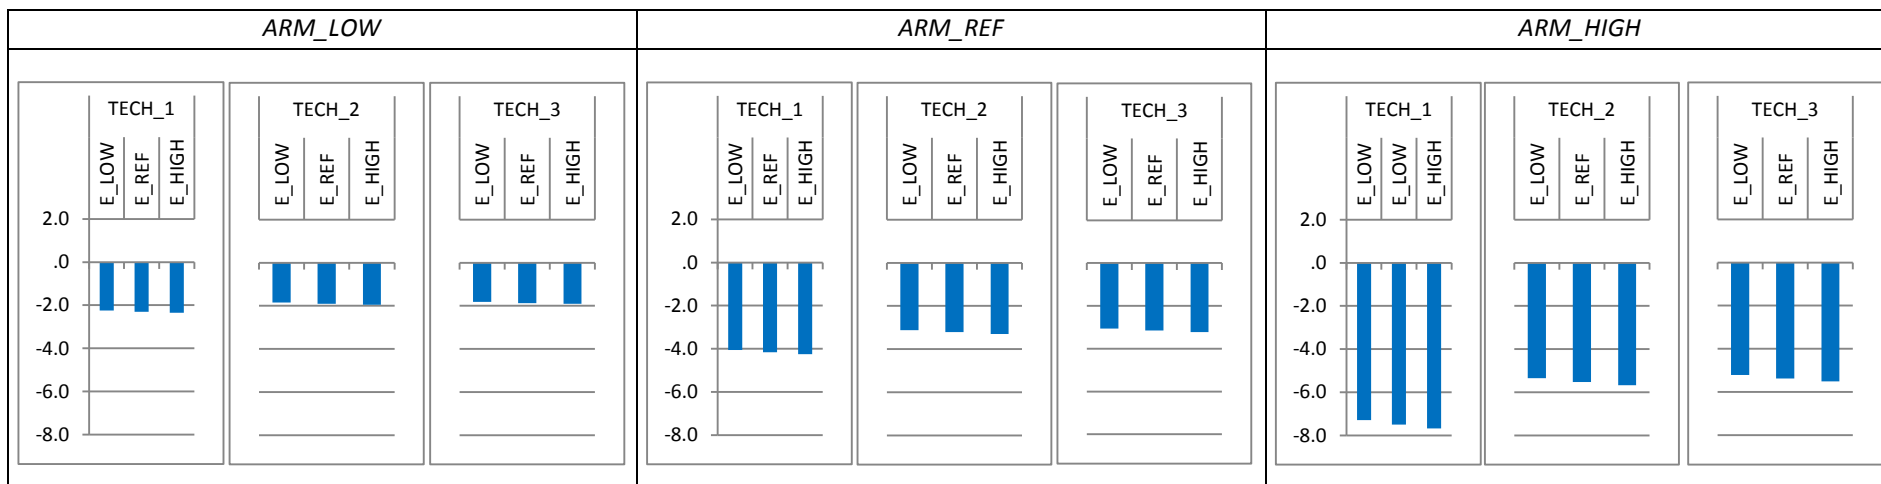 ARM_LOW
ARM_REF
ARM_HIGH
TECH_1
TECH_2
TECH_3
TECH_1
TECH_2
TECH_3
TECH_1
TECH_2
TECH_3
E_LOW
E_REF
E_HIGH
E_LOW
E_REF
E_HIGH
E_LOW
E_REF
E_HIGH
E_LOW
E_REF
E_HIGH
E_LOW
E_REF
E_HIGH
E_LOW
E_REF
E_HIGH
E_LOW
E_LOW
E_HIGH
E_LOW
E_REF
E_HIGH
E_LOW
E_REF
E_HIGH
2.0
.0
-2.0
-4.0
-6.0
-8.0
2.0
.0
-2.0
-4.0
-6.0
-8.0
2.0
.0
-2.0
-4.0
-6.0
-8.0